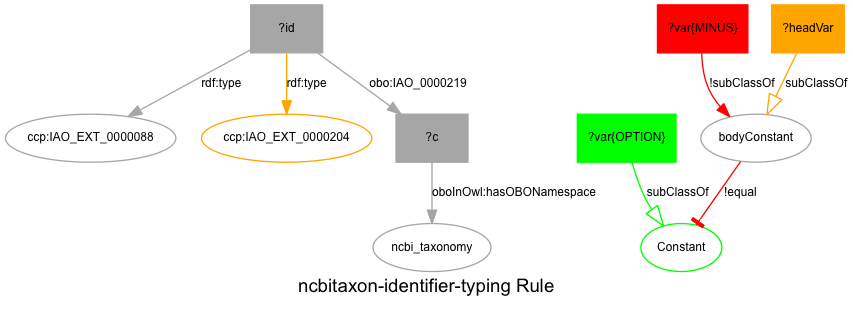 ?id
?var{MINUS}
?headVar
rdf:type
rdf:type
obo:IAO_0000219
!subClassOf
subClassOf
ccp:IAO_EXT_0000088
ccp:IAO_EXT_0000204
?c
?var{OPTION}
bodyConstant
oboInOwl:hasOBONamespace
subClassOf
!equal
ncbi_taxonomy
Constant
ncbitaxon-identifier-typing Rule